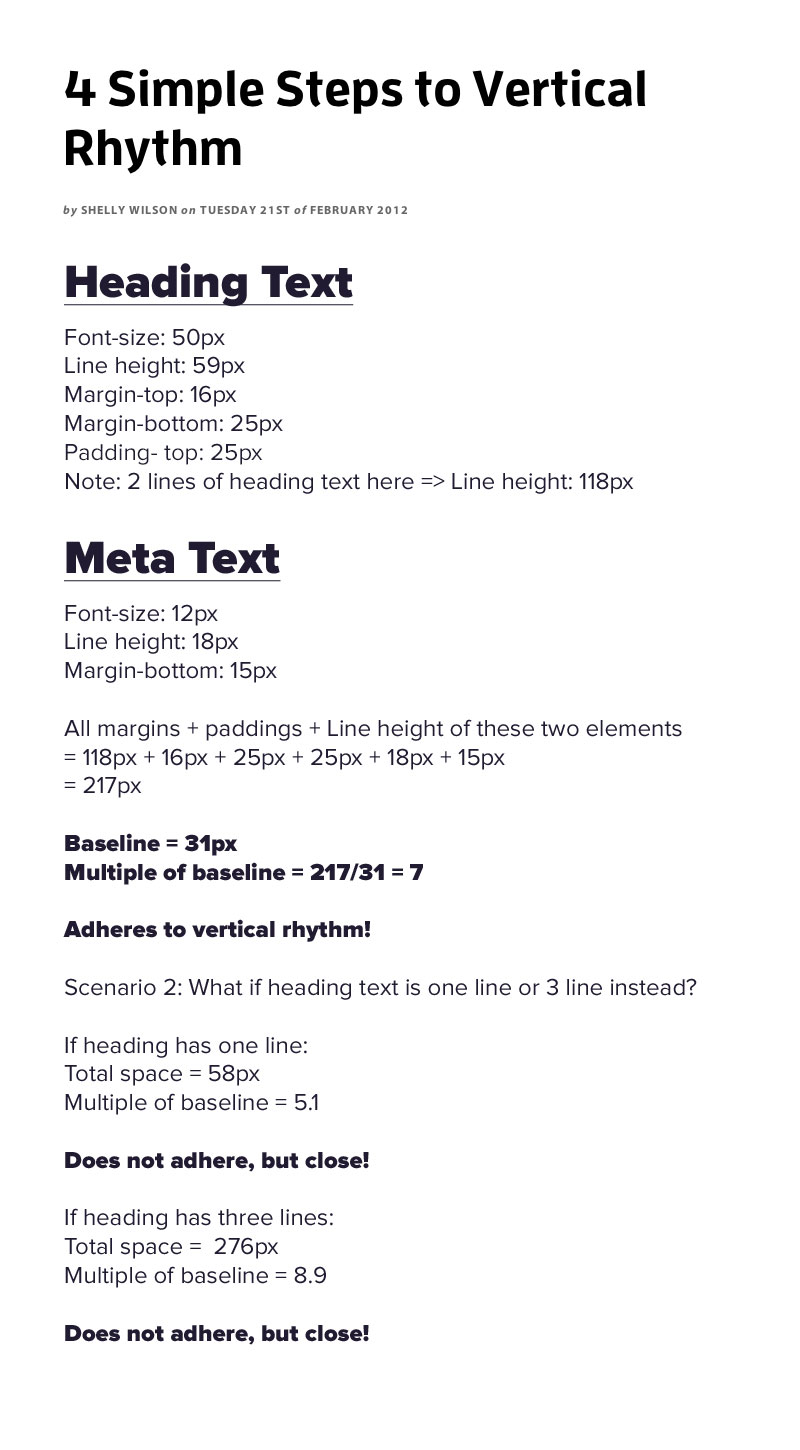 4 Simple Steps to Vertical
Rhythm
by SHELLY WILSON on TUESDAY 21ST of FEBRUARY 2012
Heading Text
Font-size: 50px
Line height: 59px
Margin-top: 16px
Margin-bottom: 25px
Padding- top: 25px
Note: 2 lines of heading text here => Line height: 118px
Meta Text
Font-size: 12px
Line height: 18px
Margin-bottom: 15px
All margins + paddings + Line height of these two elements
= 118px + 16px + 25px + 25px + 18px + 15px
= 217px
Baseline = 31px
Multiple of baseline = 217/31 = 7
Adheres to vertical rhythm!
Scenario 2: What if heading text is one line or 3 line instead?
If heading has one line:
Total space = 58px
Multiple of baseline = 5.1
Does not adhere, but close!
If heading has three lines:
Total space =  276px
Multiple of baseline = 8.9
Does not adhere, but close!